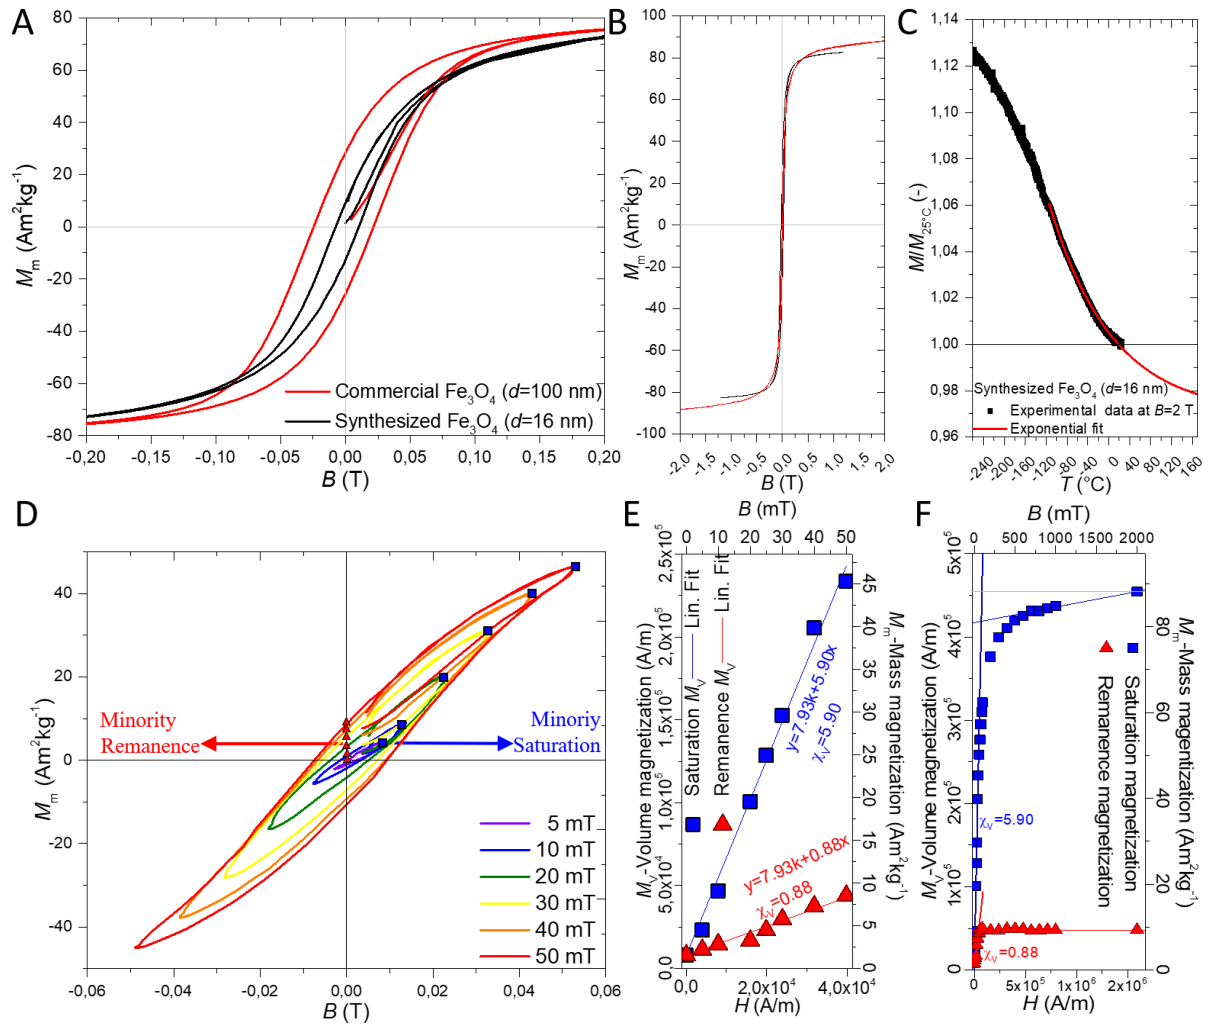 A
80
60
40
20
0
-20
-40
-60
-80
Mm (Am²kg⁻¹)
Commercial Fe₃O₄ (d=100 nm)
Synthesized Fe₃O₄ (d=16 nm)
-0,20 -0,15 -0,10 -0,05 0,00 0,05 0,10 0,15 0,20
B (T)
B
100
80
60
40
20
0
-20
-40
-60
-80
-100
Mm (Am²kg⁻¹)
-2,0 -1,5 -1,0 -0,5 0,0 0,5 1,0 1,5 2,0
B (T)
C
1,14
1,12
1,10
1,08
1,06
1,04
1,02
1,00
0,98
0,96
M/M25°C (-)
Synthesized Fe₃O₄ (d=16 nm)
Experimental data at B=2 T
Exponential fit
-240 -200 -160 -120 -80 -40 0 40 80 120 160
T (°C)
D
40
20
0
-20
-40
Mm (Am²kg⁻¹)
Minority
Remanence
Minoriy
Saturation
5 mT
10 mT
20 mT
30 mT
40 mT
50 mT
-0,06 -0,04 -0,02 0,00 0,02 0,04 0,06
B (T)
E
B (mT)
0 10 20 30 40 50
2.5x10⁵
2.0x10⁵
1.5x10⁵
1.0x10⁵
5.0x10⁴
0.0
MV-Volume magnetization (A/m)
Saturation MV — Lin. Fit
Remanence MV — Lin. Fit
y=7.93k+5.90x
χV=5.90
y=7.93k+0.88x
χV=0.88
45
40
35
30
25
20
15
10
5
0
Mm-Mass magnetization (Am²kg⁻¹)
0,0 2,0x10⁴ 4,0x10⁴
H (A/m)
F
B (mT)
0 500 1000 1500 2000
5x10⁵
4x10⁵
3x10⁵
2x10⁵
1x10⁵
0
MV-Volume magnetization (A/m)
χV=5.90
χV=0.88
Saturation magnetization
Remanence magnetization
80
60
40
20
0
Mm-Mass magentization (Am²kg⁻¹)
0 5x10⁵ 1x10⁶ 2x10⁶ 2x10⁶
H (A/m)